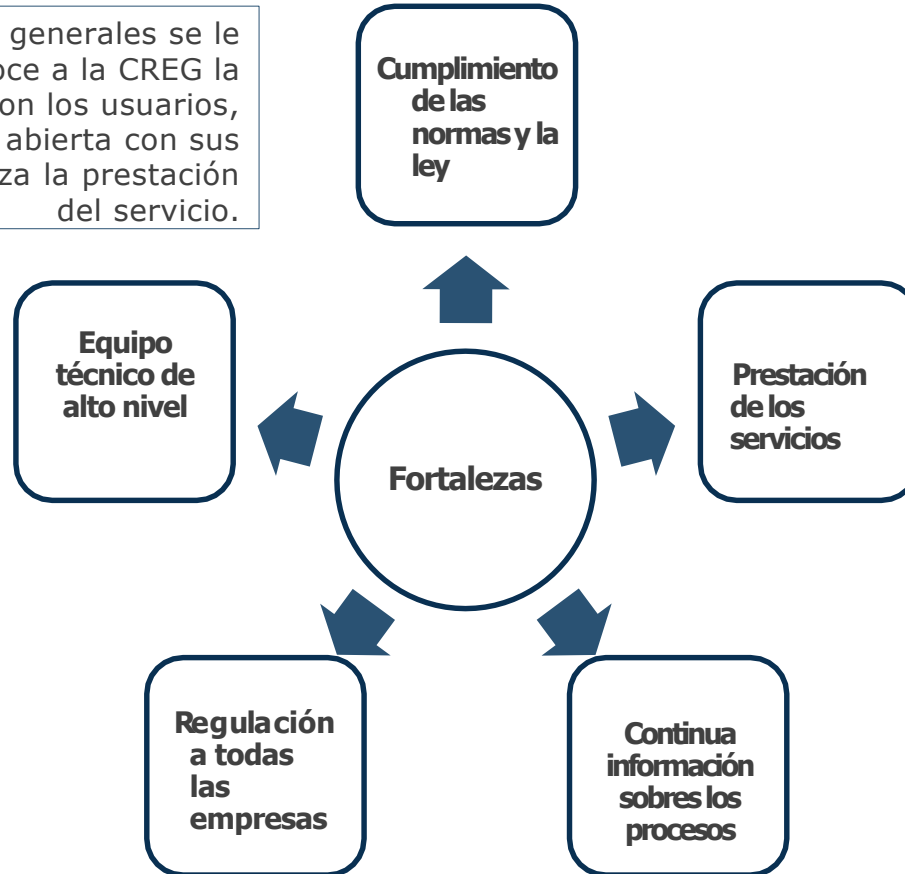 generales se le
oce a la CREG la
on los usuarios,
abierta con sus
za la prestación
del servicio.
Cumplimiento
de las
normas y la
ley
Equipo
técnico de
alto nivel
Prestación
de los
servicios
Fortalezas
Regulación
a todas
las
empresas
Continua
información
sobres los
procesos